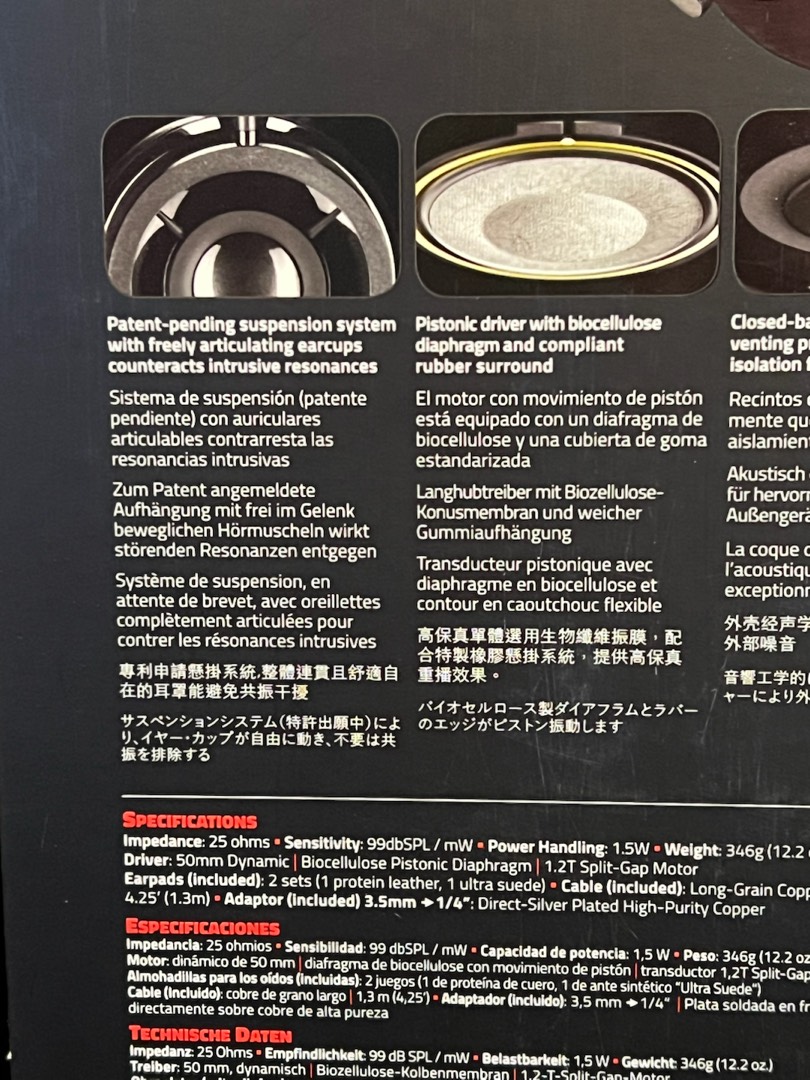 Patent-pending suspension system
with freely articulating earcups
counteracts intrusive resonances
Sistema de suspensión (patente
pendiente) con auriculares
articulables contrarresta las
resonancias intrusivas
Zum Patent angemeldete
Aufhängung mit frei im Gelenk
beweglichen Hörmuscheln wirkt
störenden Resonanzen entgegen
Système de suspension, en
attente de brevet, avec oreillettes
complètement articulées pour
contrer les résonances intrusives
專利申請懸掛系統,整體連貫且舒適自
在的耳罩能避免共振干擾
サスペンションシステム(特許出願中)によ
り、イヤー・カップが自由に動き、不要は共
振を排除する
Pistonic driver with biocellulose
diaphragm and compliant
rubber surround
El motor con movimiento de pistón
está equipado con un diafragma de
biocellulose y una cubierta de goma
estandarizada
Langhubtreiber mit Biozellulose-
Konusmembran und weicher
Gummiaufhängung
Transducteur pistonique avec
diaphragme en biocellulose et
contour en caoutchouc flexible
高保真單體選用生物纖維振膜，配
合特製橡膠懸掛系統，提供高保真
重播效果。
バイオセルロース製ダイアフラムとラバー
のエッジがピストン振動します
Closed-ba
venting p
isolation
Recintos
mente qu
aislamien
Akustisch
für hervor
Außengerä
La coque
l'acoustiqu
exceptionn
外壳经声学
外部噪音
音響工学的
ャーにより外
SPECIFICATIONS
Impedance: 25 ohms ▪ Sensitivity: 99dbSPL / mW ▪ Power Handling: 1.5W ▪ Weight: 346g (12.2
Driver: 50mm Dynamic | Biocellulose Pistonic Diaphragm | 1.2T Split-Gap Motor
Earpads (included): 2 sets (1 protein leather, 1 ultra suede) ▪ Cable (included): Long-Grain Copp
4.25' (1.3m) ▪ Adaptor (included) 3.5mm ➔ 1/4": Direct-Silver Plated High-Purity Copper
ESPECIFICACIONES
Impedancia: 25 ohmios ▪ Sensibilidad: 99 dbSPL / mW ▪ Capacidad de potencia: 1,5 W ▪ Peso: 346g (12.2 oz
Motor: dinámico de 50 mm | diafragma de biocellulose con movimiento de pistón | transductor 1,2T Split-Gap
Almohadillas para los oídos (incluidas): 2 juegos (1 de proteína de cuero, 1 de ante sintético "Ultra Suede")
Cable (incluido): cobre de grano largo | 1,3 m (4,25') ▪ Adaptador (incluido): 3,5 mm ➔ 1/4" | Plata soldada en fr
directamente sobre cobre de alta pureza
TECHNISCHE DATEN
Impedanz: 25 Ohms ▪ Empfindlichkeit: 99 dB SPL / mW ▪ Belastbarkeit: 1,5 W ▪ Gewicht: 346g (12.2 oz.)
Treiber: 50 mm, dynamisch | Biozellulose-Kolbenmembran | 1,2-T-Split-Gap-Motor